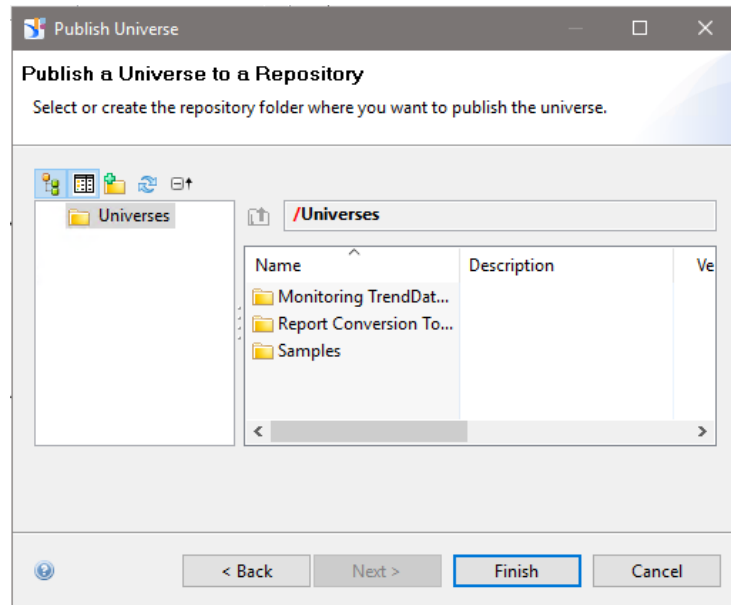 Publish Universe
Publish a Universe to a Repository
Select or create the repository folder where you want to publish the universe.
Universes
/Universes
Name Description Ve
Monitoring TrendDat...
Report Conversion To...
Samples
< Back Next > Finish Cancel